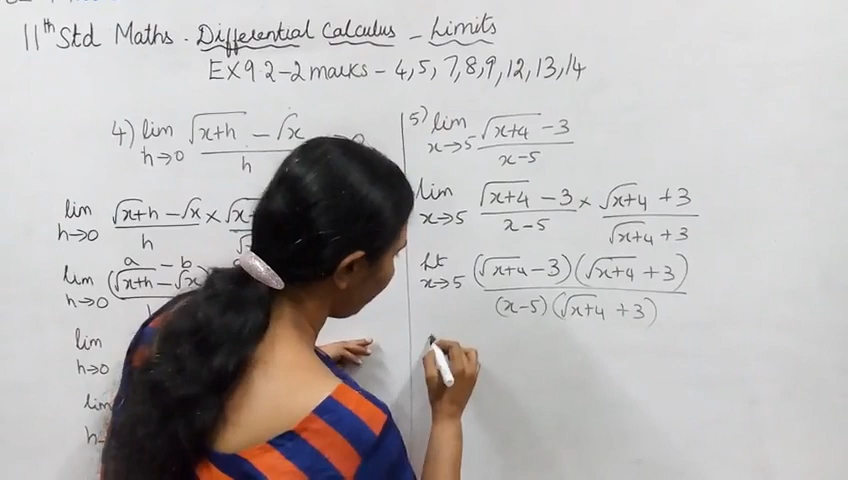 11th Std Maths - Differential Calculus - Limits
EX 9.2 - 2 marks - 4, 5, 7, 8, 9, 12, 13, 14
4) lim h→0 (√(x+h) - √x)/h
lim h→0 (√x+h - √x)/h ×
a - b
lim h→0 (√x+h - √x)
lim h→0
lim
5) lim x→5 (√(x+4) - 3)/(x-5)
lim x→5 (√(x+4) - 3)/(x-5) × (√x+4 + 3)/(√x+4 + 3)
lt x→5 (√x+4 - 3)(√x+4 + 3)/(x-5)(√x+4 + 3)